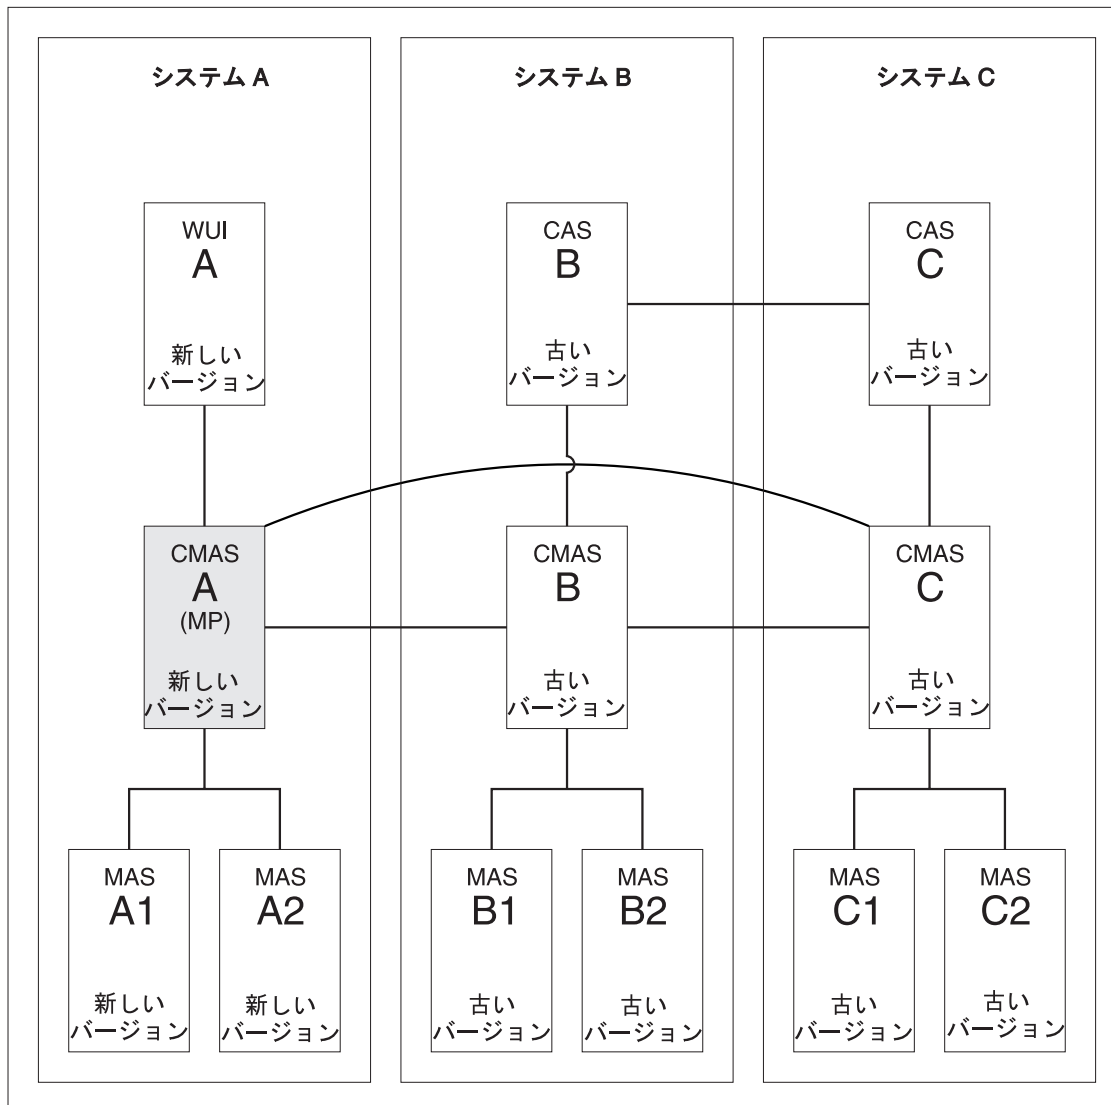 システム A
システム B
システム C
WUI
A
新しい
バージョン
CAS
B
古い
バージョン
CAS
C
古い
バージョン
CMAS
A
(MP)
新しい
バージョン
CMAS
B
古い
バージョン
CMAS
C
古い
バージョン
MAS
A1
新しい
バージョン
MAS
A2
新しい
バージョン
MAS
B1
古い
バージョン
MAS
B2
古い
バージョン
MAS
C1
古い
バージョン
MAS
C2
古い
バージョン